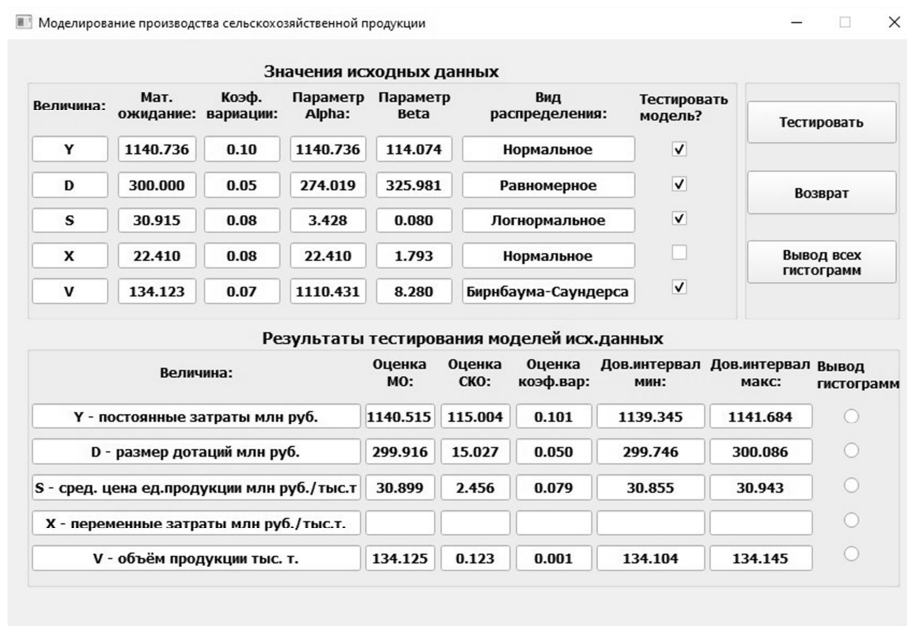 Моделирование производства сельскохозяйственной продукции
Значения исходных данных
Величина: Мат. ожидание: Коэф. вариации: Параметр Alpha: Параметр Beta Вид распределения: Тестировать модель?
Y 1140.736 0.10 1140.736 114.074 Нормальное
D 300.000 0.05 274.019 325.981 Равномерное
S 30.915 0.08 3.428 0.080 Логнормальное
X 22.410 0.08 22.410 1.793 Нормальное
V 134.123 0.07 1110.431 8.280 Бирнбаума-Саундерса
Тестировать
Возврат
Вывод всех
гистограмм
Результаты тестирования моделей исх.данных
Величина: Оценка МО: Оценка СКО: Оценка коэф.вар: Дов.интервал мин: Дов.интервал макс: Вывод гистограмм
Y - постоянные затраты млн руб. 1140.515 115.004 0.101 1139.345 1141.684
D - размер дотаций млн руб. 299.916 15.027 0.050 299.746 300.086
S - сред. цена ед.продукции млн руб./тыс.т 30.899 2.456 0.079 30.855 30.943
X - переменные затраты млн руб./тыс.т.
V - объём продукции тыс. т. 134.125 0.123 0.001 134.104 134.145